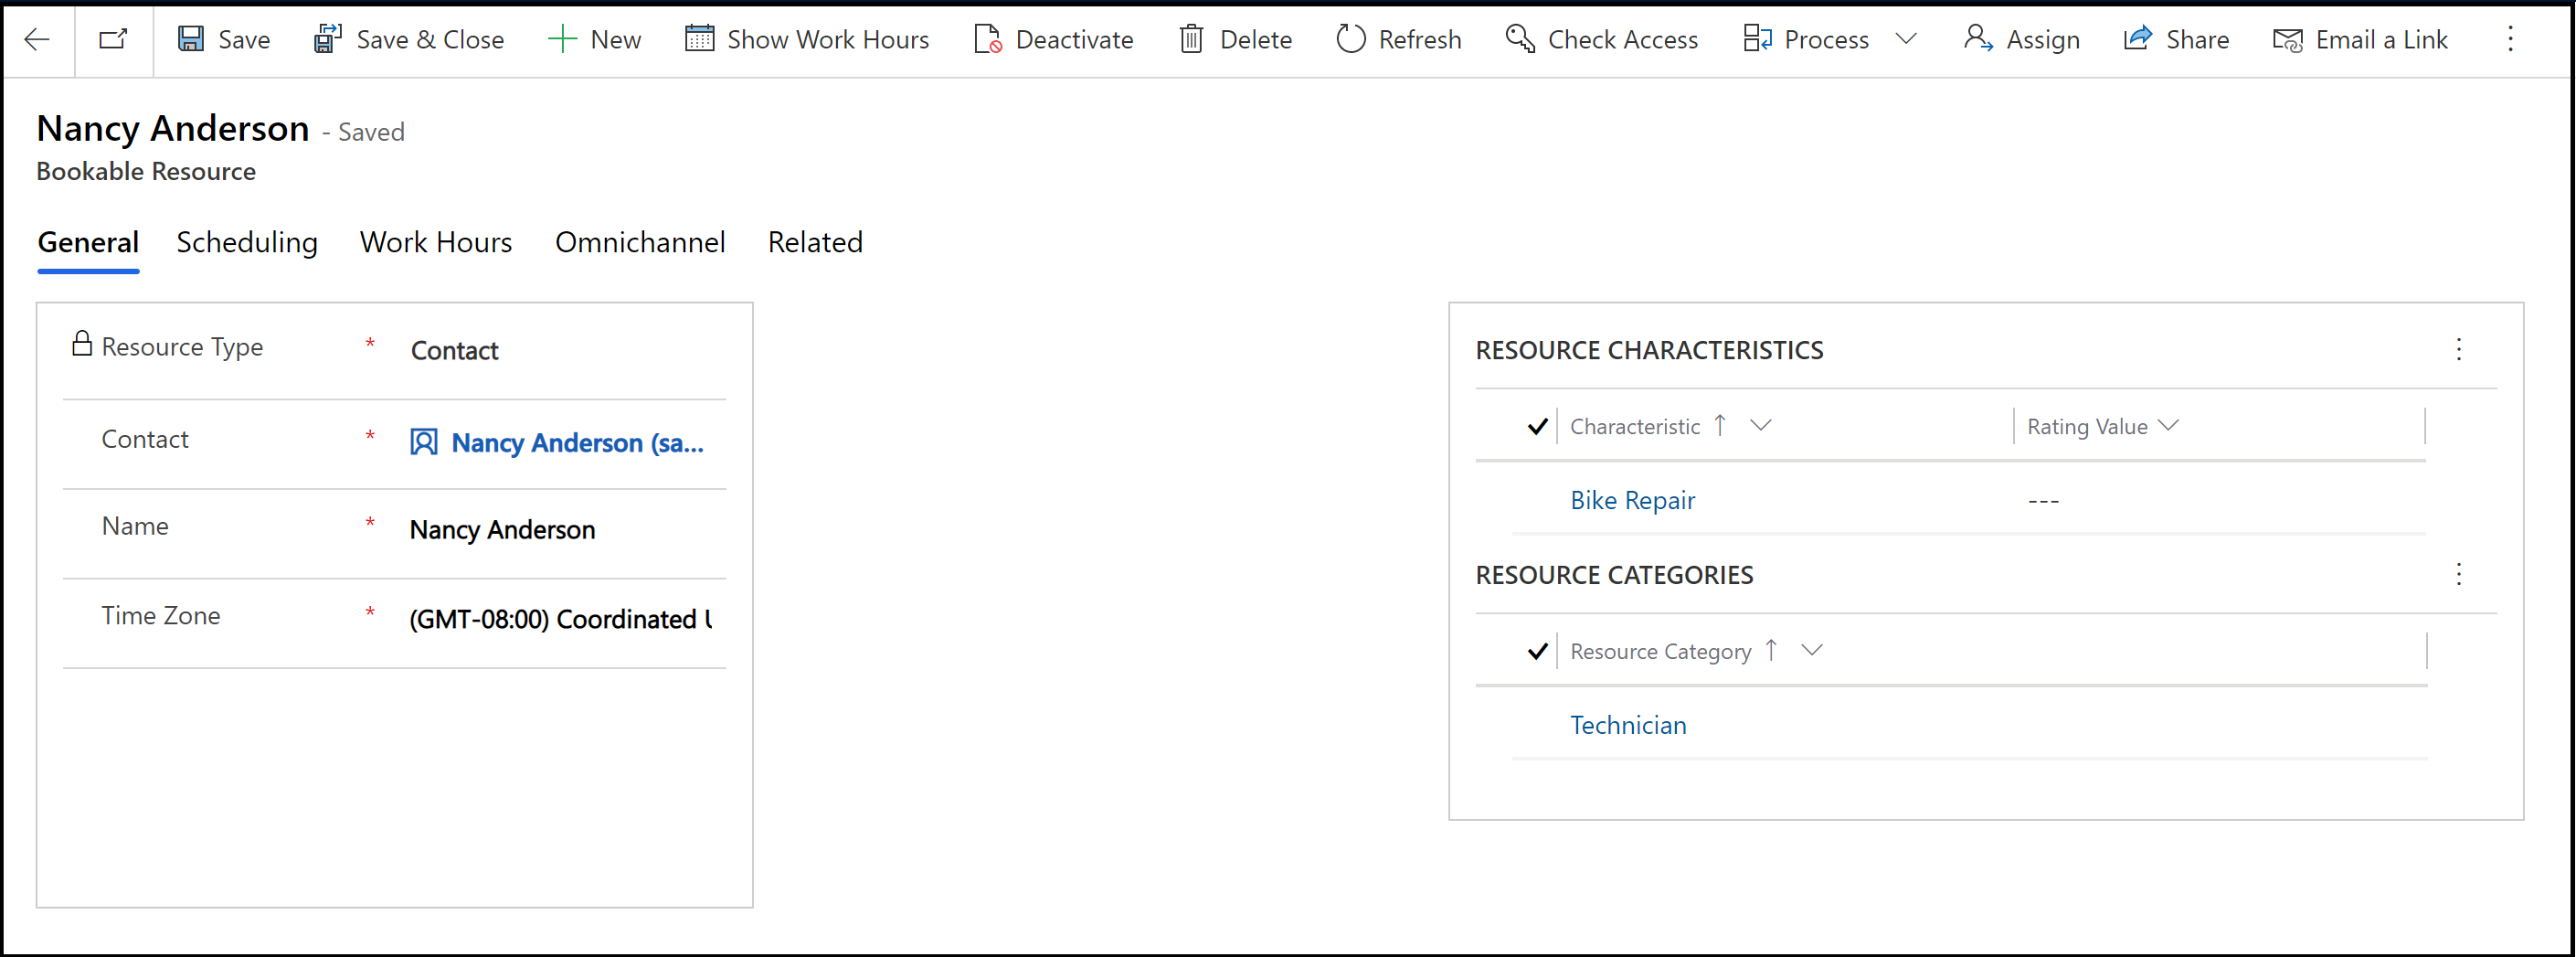 Save Save & Close New Show Work Hours Deactivate Delete Refresh Check Access Process Assign Share Email a Link
Nancy Anderson - Saved
Bookable Resource
General Scheduling Work Hours Omnichannel Related
Resource Type * Contact
Contact * Nancy Anderson (sa...
Name * Nancy Anderson
Time Zone * (GMT-08:00) Coordinated U
RESOURCE CHARACTERISTICS
Characteristic Rating Value
Bike Repair ---
RESOURCE CATEGORIES
Resource Category
Technician